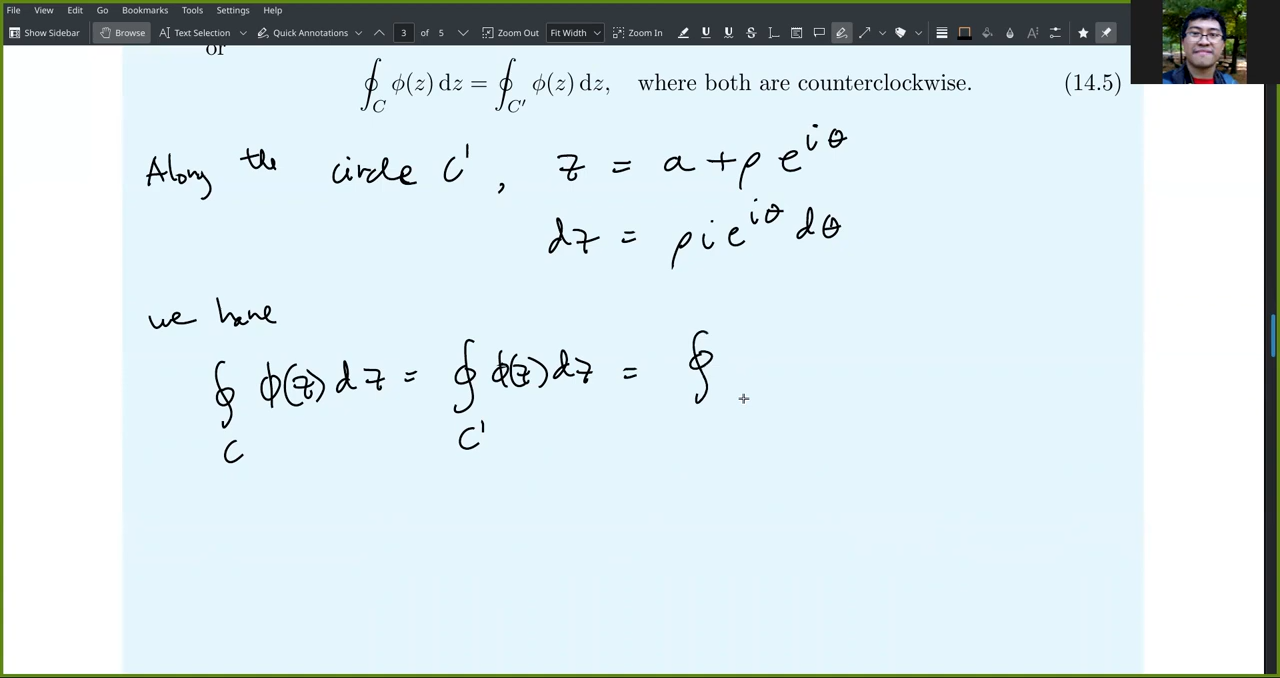 File View Edit Go Bookmarks Tools Settings Help
Show Sidebar Browse Text Selection Quick Annotations 3 of 5 Zoom Out Fit Width Zoom In
or
∮_C ϕ(z) dz = ∮_{C′} ϕ(z) dz, where both are counterclockwise. (14.5)
Along the circle C', z = a + ρ e^{iθ}
dz = ρ i e^{iθ} dθ
we have
∮_C ϕ(z) dz = ∮_{C'} ϕ(z) dz = ∮